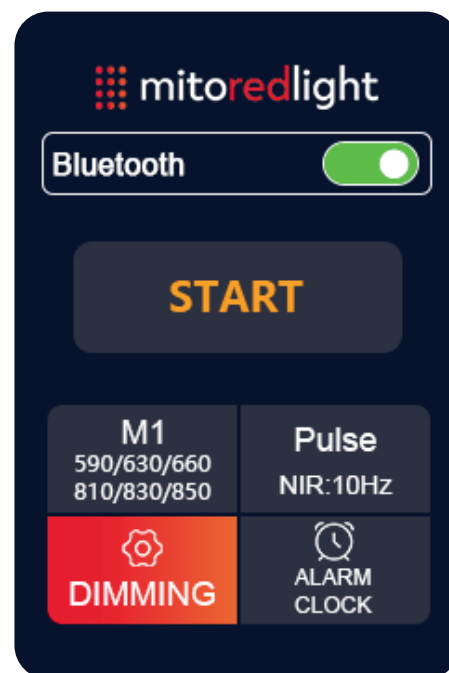 mitoredlight
Bluetooth
START
M1
590/630/660
810/830/850
Pulse
NIR:10Hz
DIMMING
ALARM
CLOCK